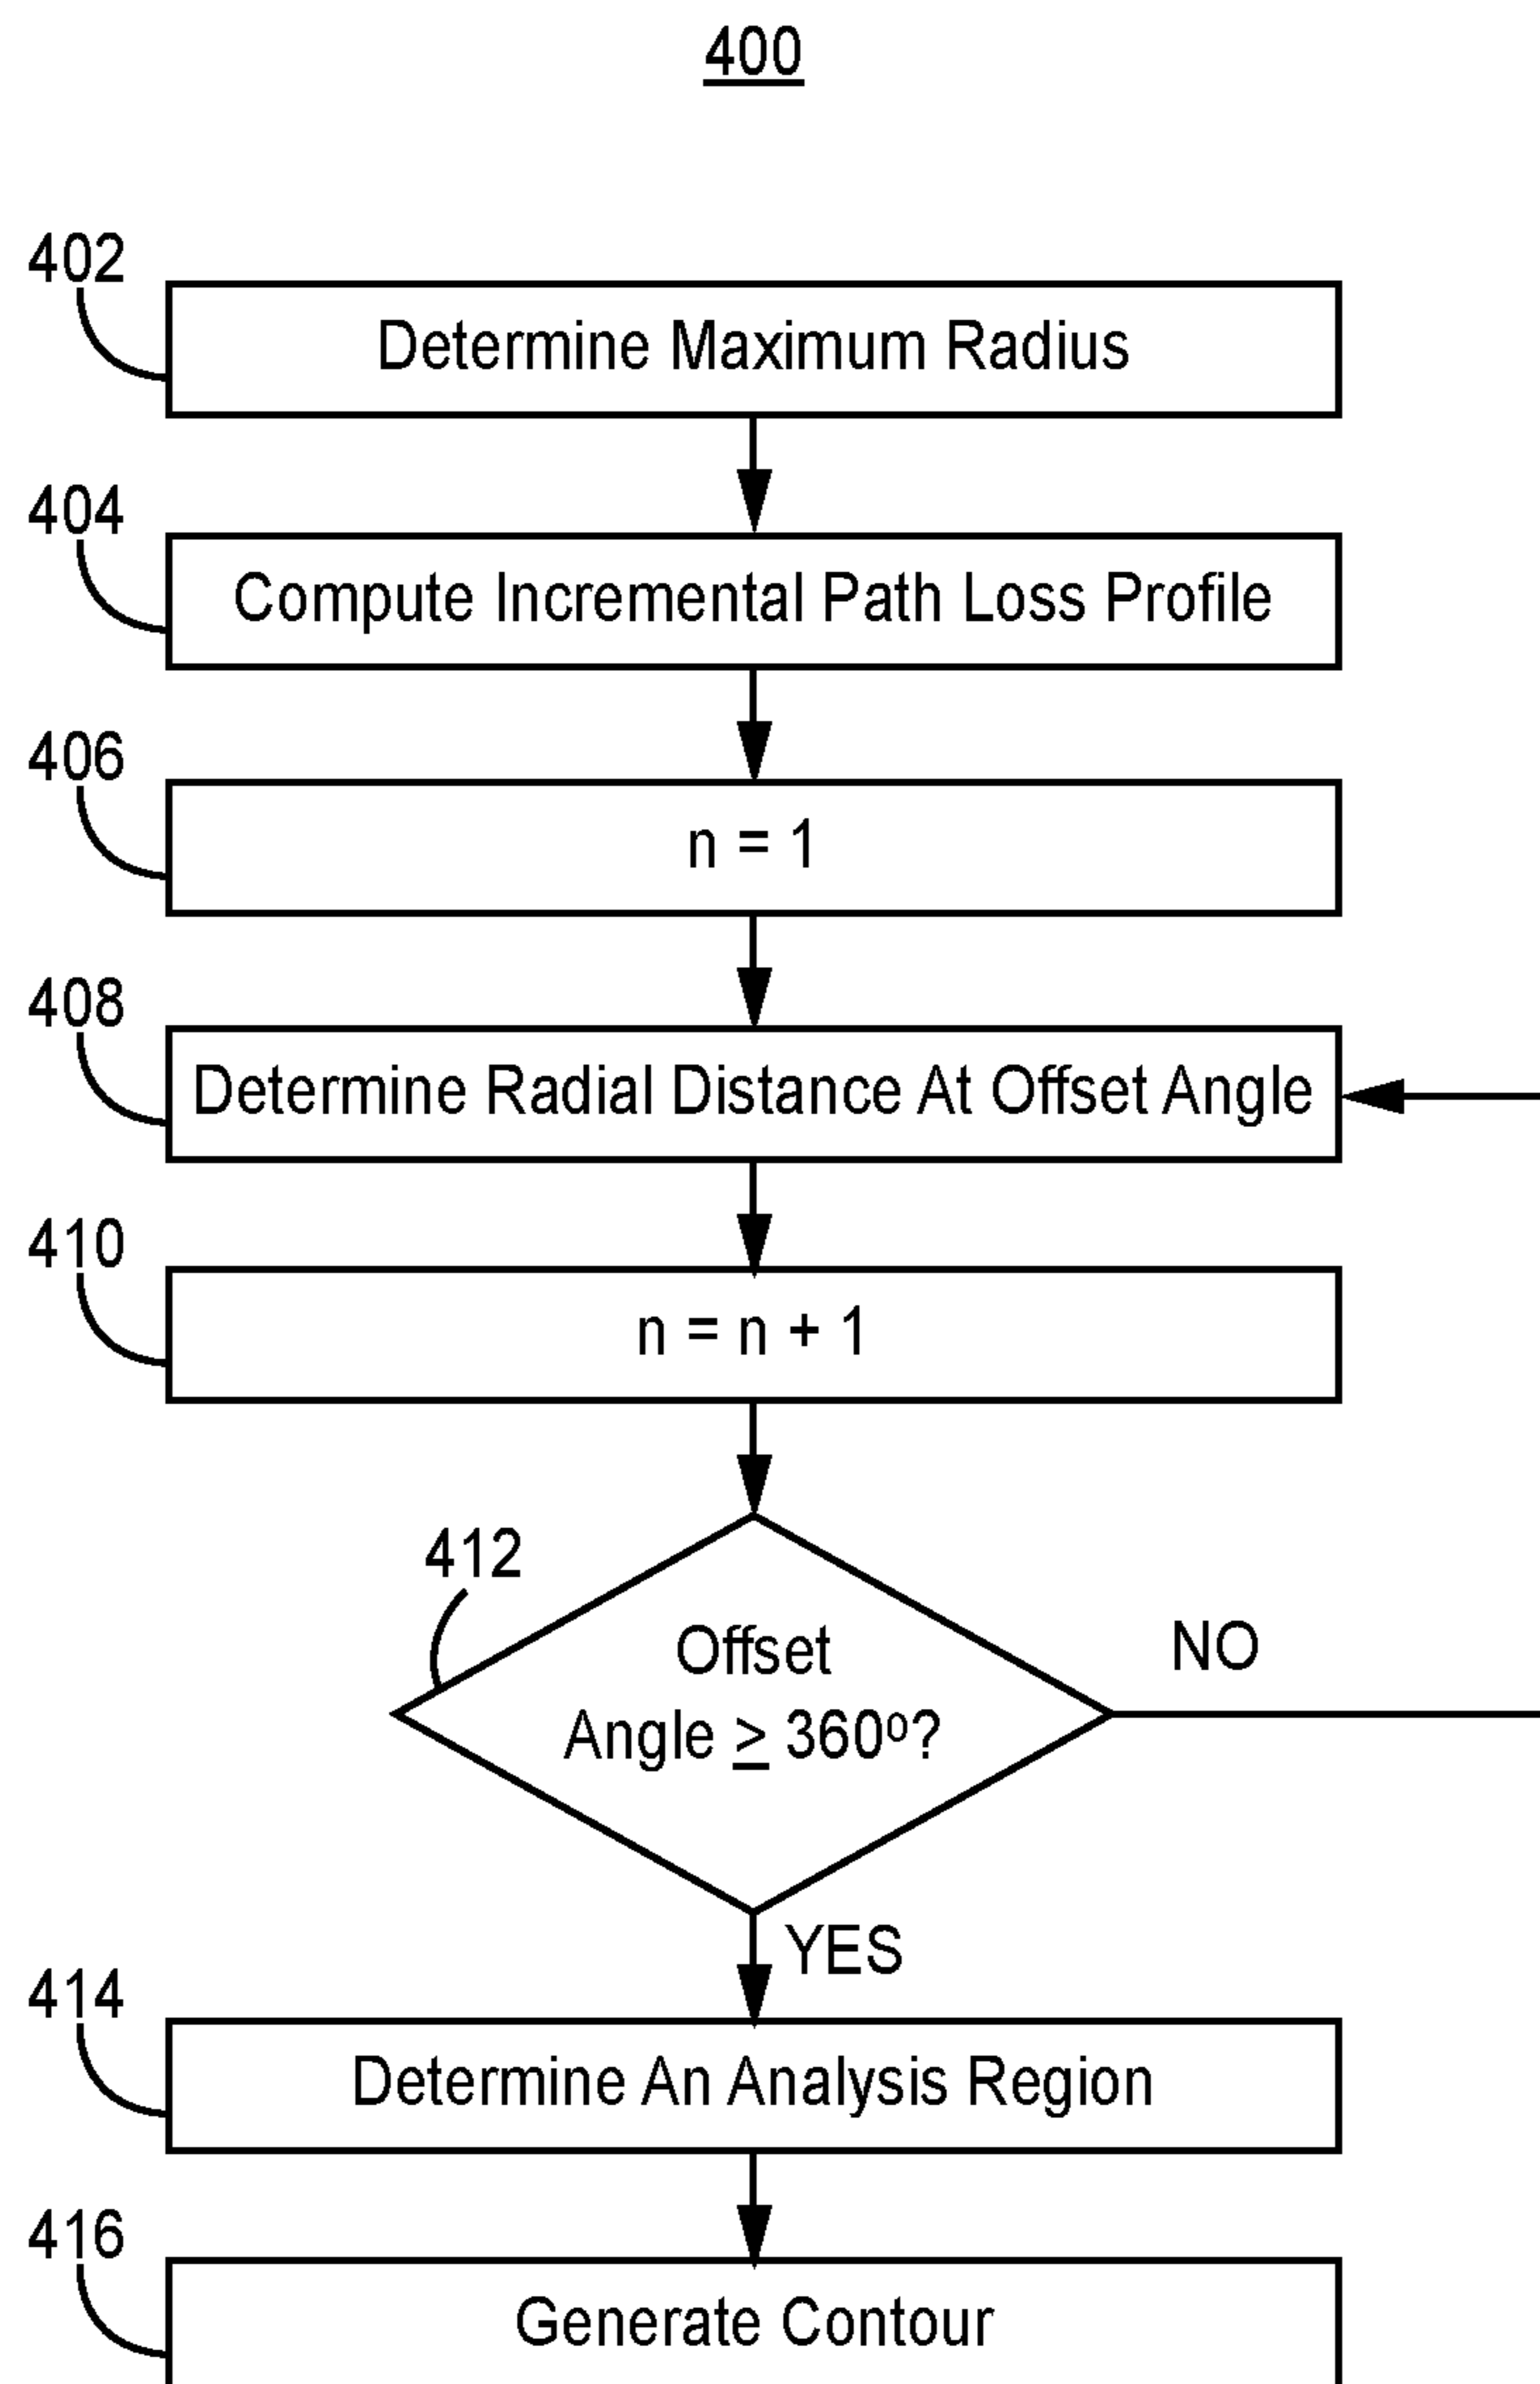 400
402
Determine Maximum Radius
404
Compute Incremental Path Loss Profile
406
n = 1
408
Determine Radial Distance At Offset Angle
410
n = n + 1
412
Offset
Angle ≥ 360º?
NO
YES
414
Determine An Analysis Region
416
Generate Contour